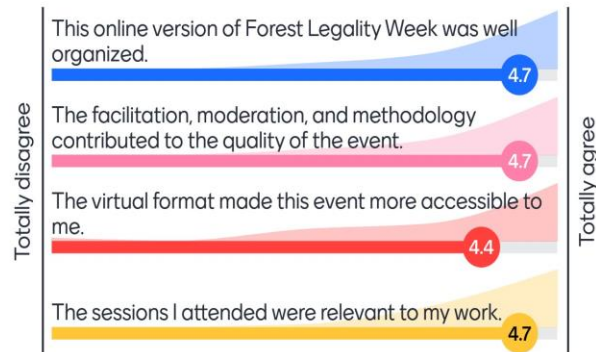 Totally disagree
This online version of Forest Legality Week was well
organized.
4.7
The facilitation, moderation, and methodology
contributed to the quality of the event.
4.7
The virtual format made this event more accessible to
me.
4.4
The sessions I attended were relevant to my work.
4.7
Totally agree